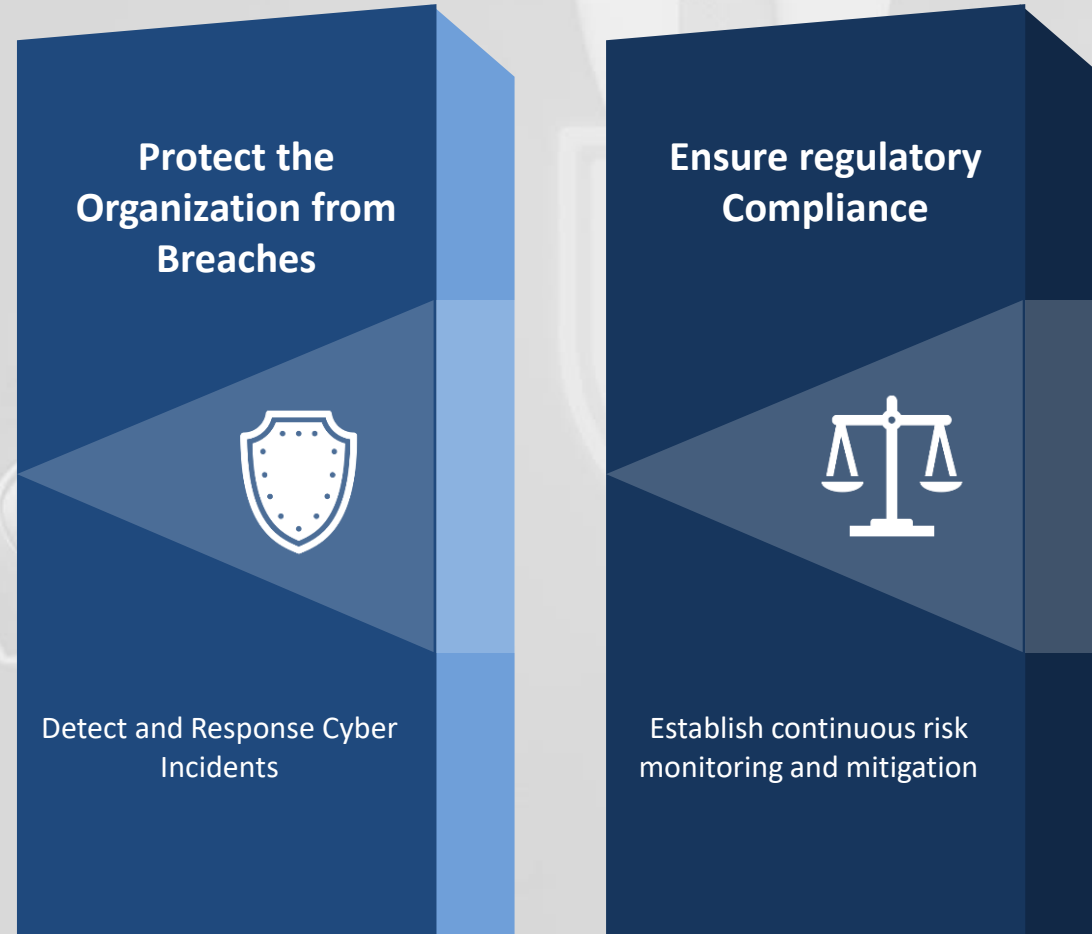 Protect the
Organization from
Breaches
Detect and Response Cyber
Incidents
Ensure regulatory
Compliance
Establish continuous risk
monitoring and mitigation